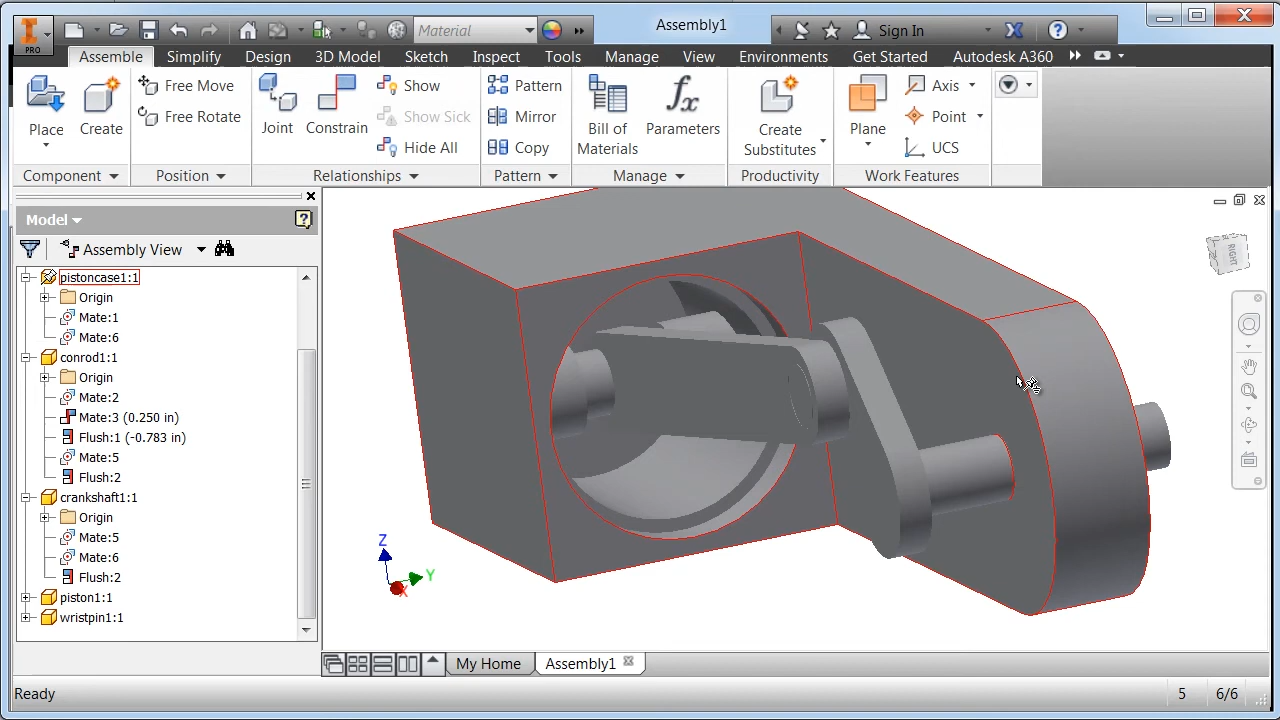 PRO
Material
Assembly1
Sign In
Assemble Simplify Design 3D Model Sketch Inspect Tools Manage View Environments Get Started Autodesk A360
Place
Create
Free Move
Free Rotate
Joint
Constrain
Show
Show Sick
Hide All
Pattern
Mirror
Copy
Bill of
Materials
fx
Parameters
Create
Substitutes
Plane
Axis
Point
UCS
Component
Position
Relationships
Pattern
Manage
Productivity
Work Features
Model
Assembly View
pistoncase1:1
Origin
Mate:1
Mate:6
conrod1:1
Origin
Mate:2
Mate:3 (0.250 in)
Flush:1 (-0.783 in)
Mate:5
Flush:2
crankshaft1:1
Origin
Mate:5
Mate:6
Flush:2
piston1:1
wristpin1:1
RIGHT
Z
Y
X
My Home
Assembly1
Ready
5
6/6